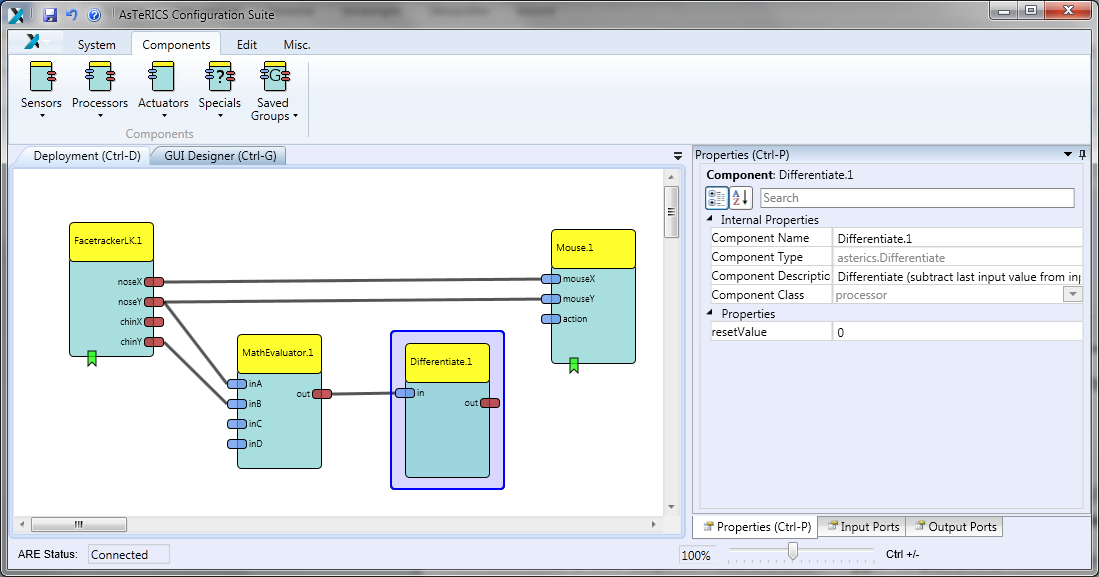 AsTeRICS Configuration Suite
System Components Edit Misc.
Sensors Processors Actuators Specials Saved Groups
Components
Deployment (Ctrl-D) GUI Designer (Ctrl-G)
FacetrackerLK.1
noseX
noseY
chinX
chinY
MathEvaluator.1
inA
inB
inC
inD
out
Differentiate.1
in
out
Mouse.1
mouseX
mouseY
action
Properties (Ctrl-P)
Component: Differentiate.1
Search
Internal Properties
Component Name Differentiate.1
Component Type asterics.Differentiate
Component Descriptio Differentiate (subtract last input value from inp
Component Class processor
Properties
resetValue 0
Properties (Ctrl-P) Input Ports Output Ports
ARE Status: Connected
100% Ctrl +/-